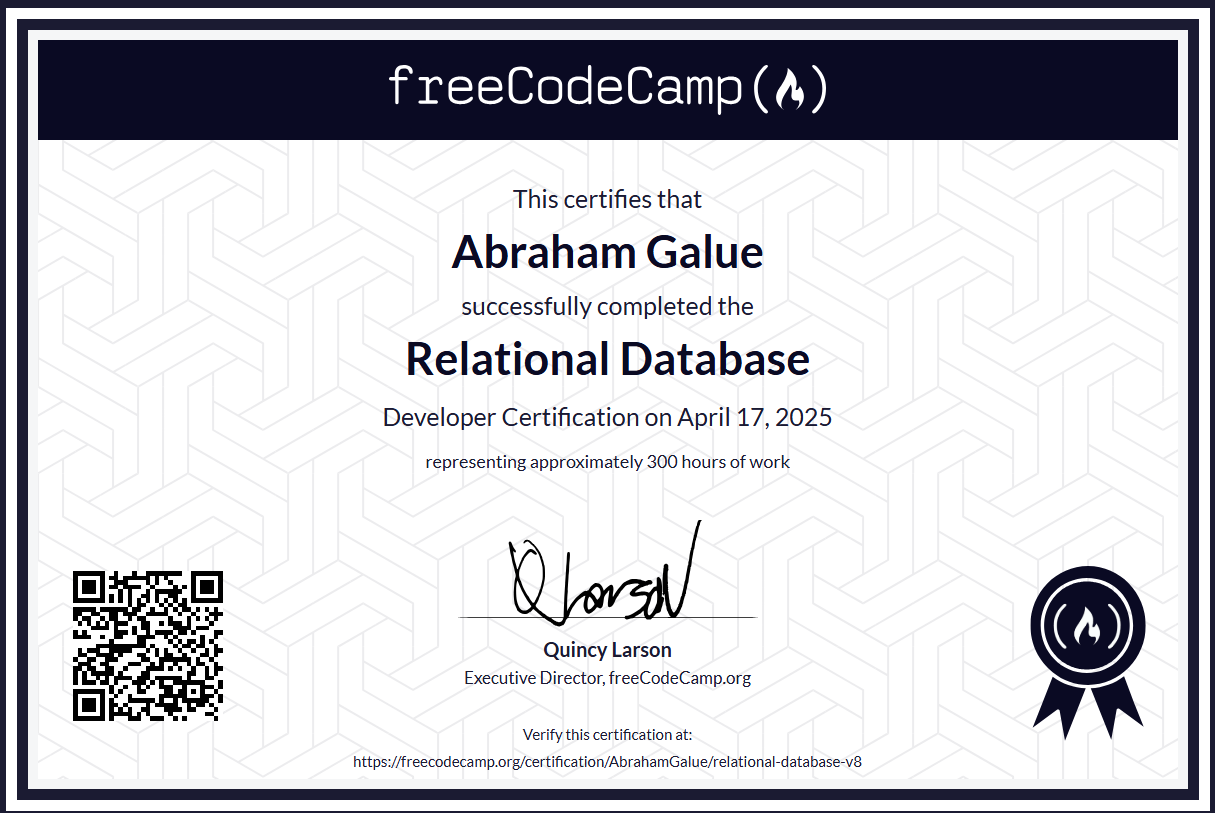 freeCodeCamp
This certifies that
Abraham Galue
successfully completed the
Relational Database
Developer Certification on April 17, 2025
representing approximately 300 hours of work
Quincy Larson
Executive Director, freeCodeCamp.org
Verify this certification at:
https://freecodecamp.org/certification/AbrahamGalue/relational-database-v8